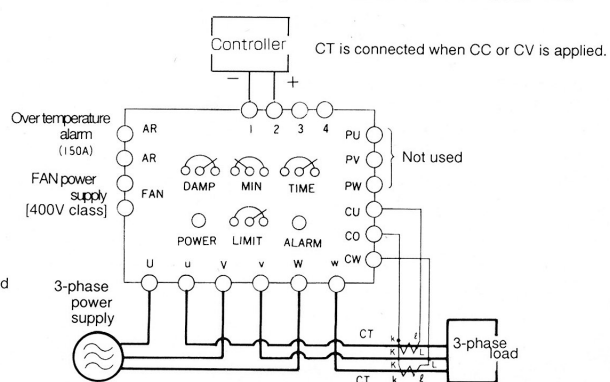 Controller
CT is connected when CC or CV is applied.
− +
Over temperature
alarm
(150A)
AR
AR
FAN power
supply
[400V class]
FAN
1 2 3 4
PU
PV
PW
Not used
CU
CO
CW
DAMP MIN TIME
POWER LIMIT ALARM
U u V v W w
d
3-phase
power
supply
CT
k ℓ
K L
K L
k ℓ
CT
3-phase
load